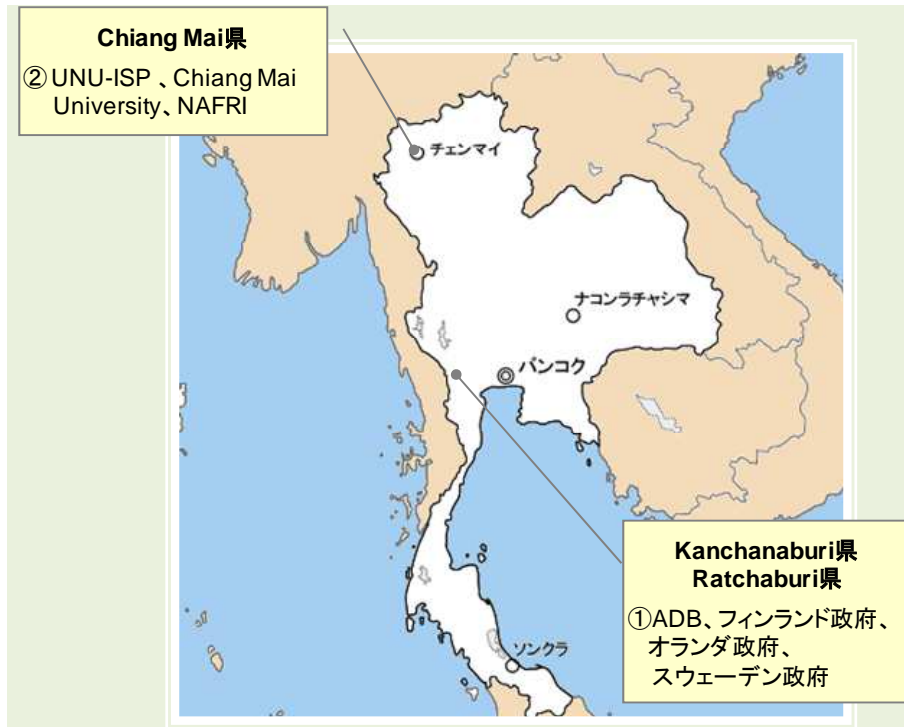 Chiang Mai県
② UNU-ISP 、Chiang Mai
University、NAFRI
チェンマイ
ナコンラチャシマ
バンコク
Kanchanaburi県
Ratchaburi県
①ADB、フィンランド政府、
オランダ政府、
スウェーデン政府
ソンクラ